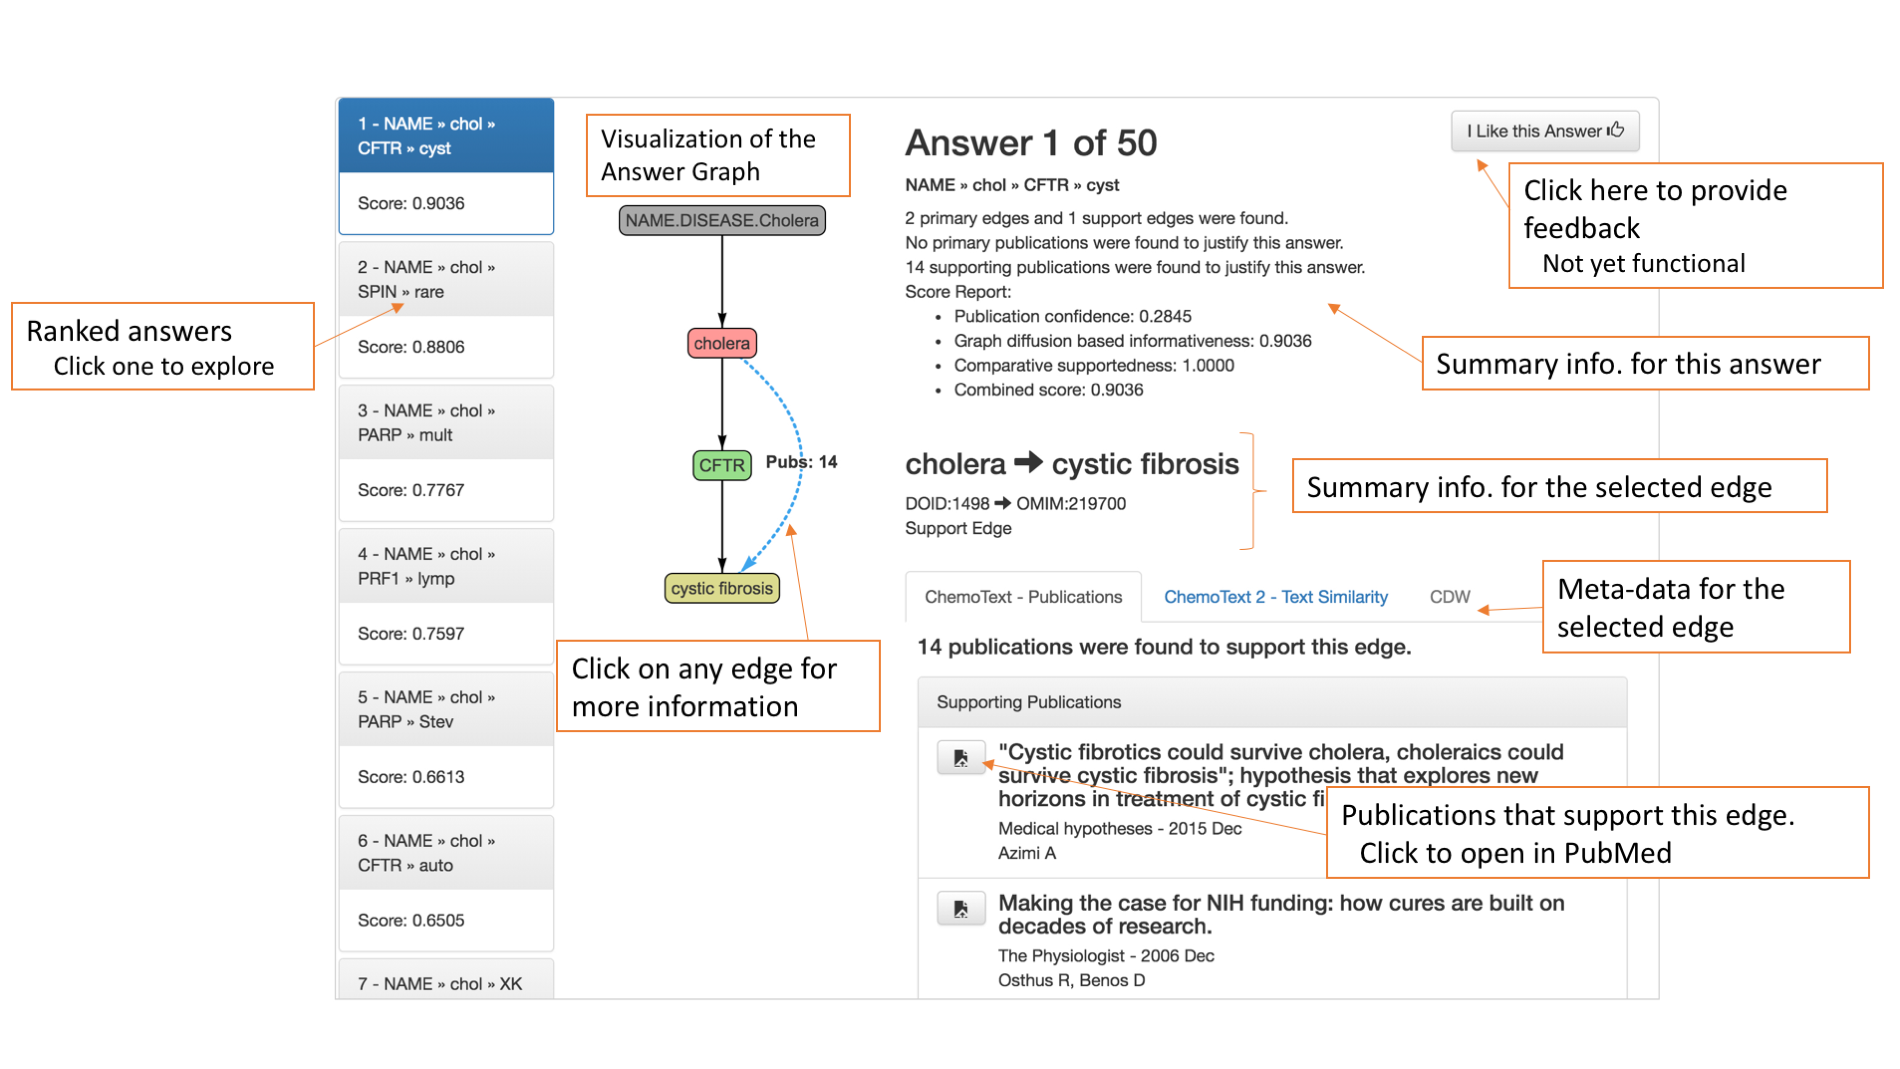 1 - NAME » chol »
CFTR » cyst
Score: 0.9036
2 - NAME » chol »
SPIN » rare
Score: 0.8806
3 - NAME » chol »
PARP » mult
Score: 0.7767
4 - NAME » chol »
PRF1 » lymp
Score: 0.7597
5 - NAME » chol »
PARP » Stev
Score: 0.6613
6 - NAME » chol »
CFTR » auto
Score: 0.6505
7 - NAME » chol » XK
Ranked answers
Click one to explore
Visualization of the
Answer Graph
NAME.DISEASE.Cholera
cholera
CFTR
Pubs: 14
cystic fibrosis
Click on any edge for
more information
Answer 1 of 50
I Like this Answer
NAME » chol » CFTR » cyst
2 primary edges and 1 support edges were found.
No primary publications were found to justify this answer.
14 supporting publications were found to justify this answer.
Score Report:
• Publication confidence: 0.2845
• Graph diffusion based informativeness: 0.9036
• Comparative supportedness: 1.0000
• Combined score: 0.9036
Click here to provide
feedback
Not yet functional
Summary info. for this answer
cholera ➔ cystic fibrosis
DOID:1498 ➔ OMIM:219700
Support Edge
Summary info. for the selected edge
ChemoText - Publications ChemoText 2 - Text Similarity CDW
Meta-data for the
selected edge
14 publications were found to support this edge.
Supporting Publications
"Cystic fibrotics could survive cholera, choleraics could
survive cystic fibrosis"; hypothesis that explores new
horizons in treatment of cystic fi
Medical hypotheses - 2015 Dec
Azimi A
Publications that support this edge.
Click to open in PubMed
Making the case for NIH funding: how cures are built on
decades of research.
The Physiologist - 2006 Dec
Osthus R, Benos D